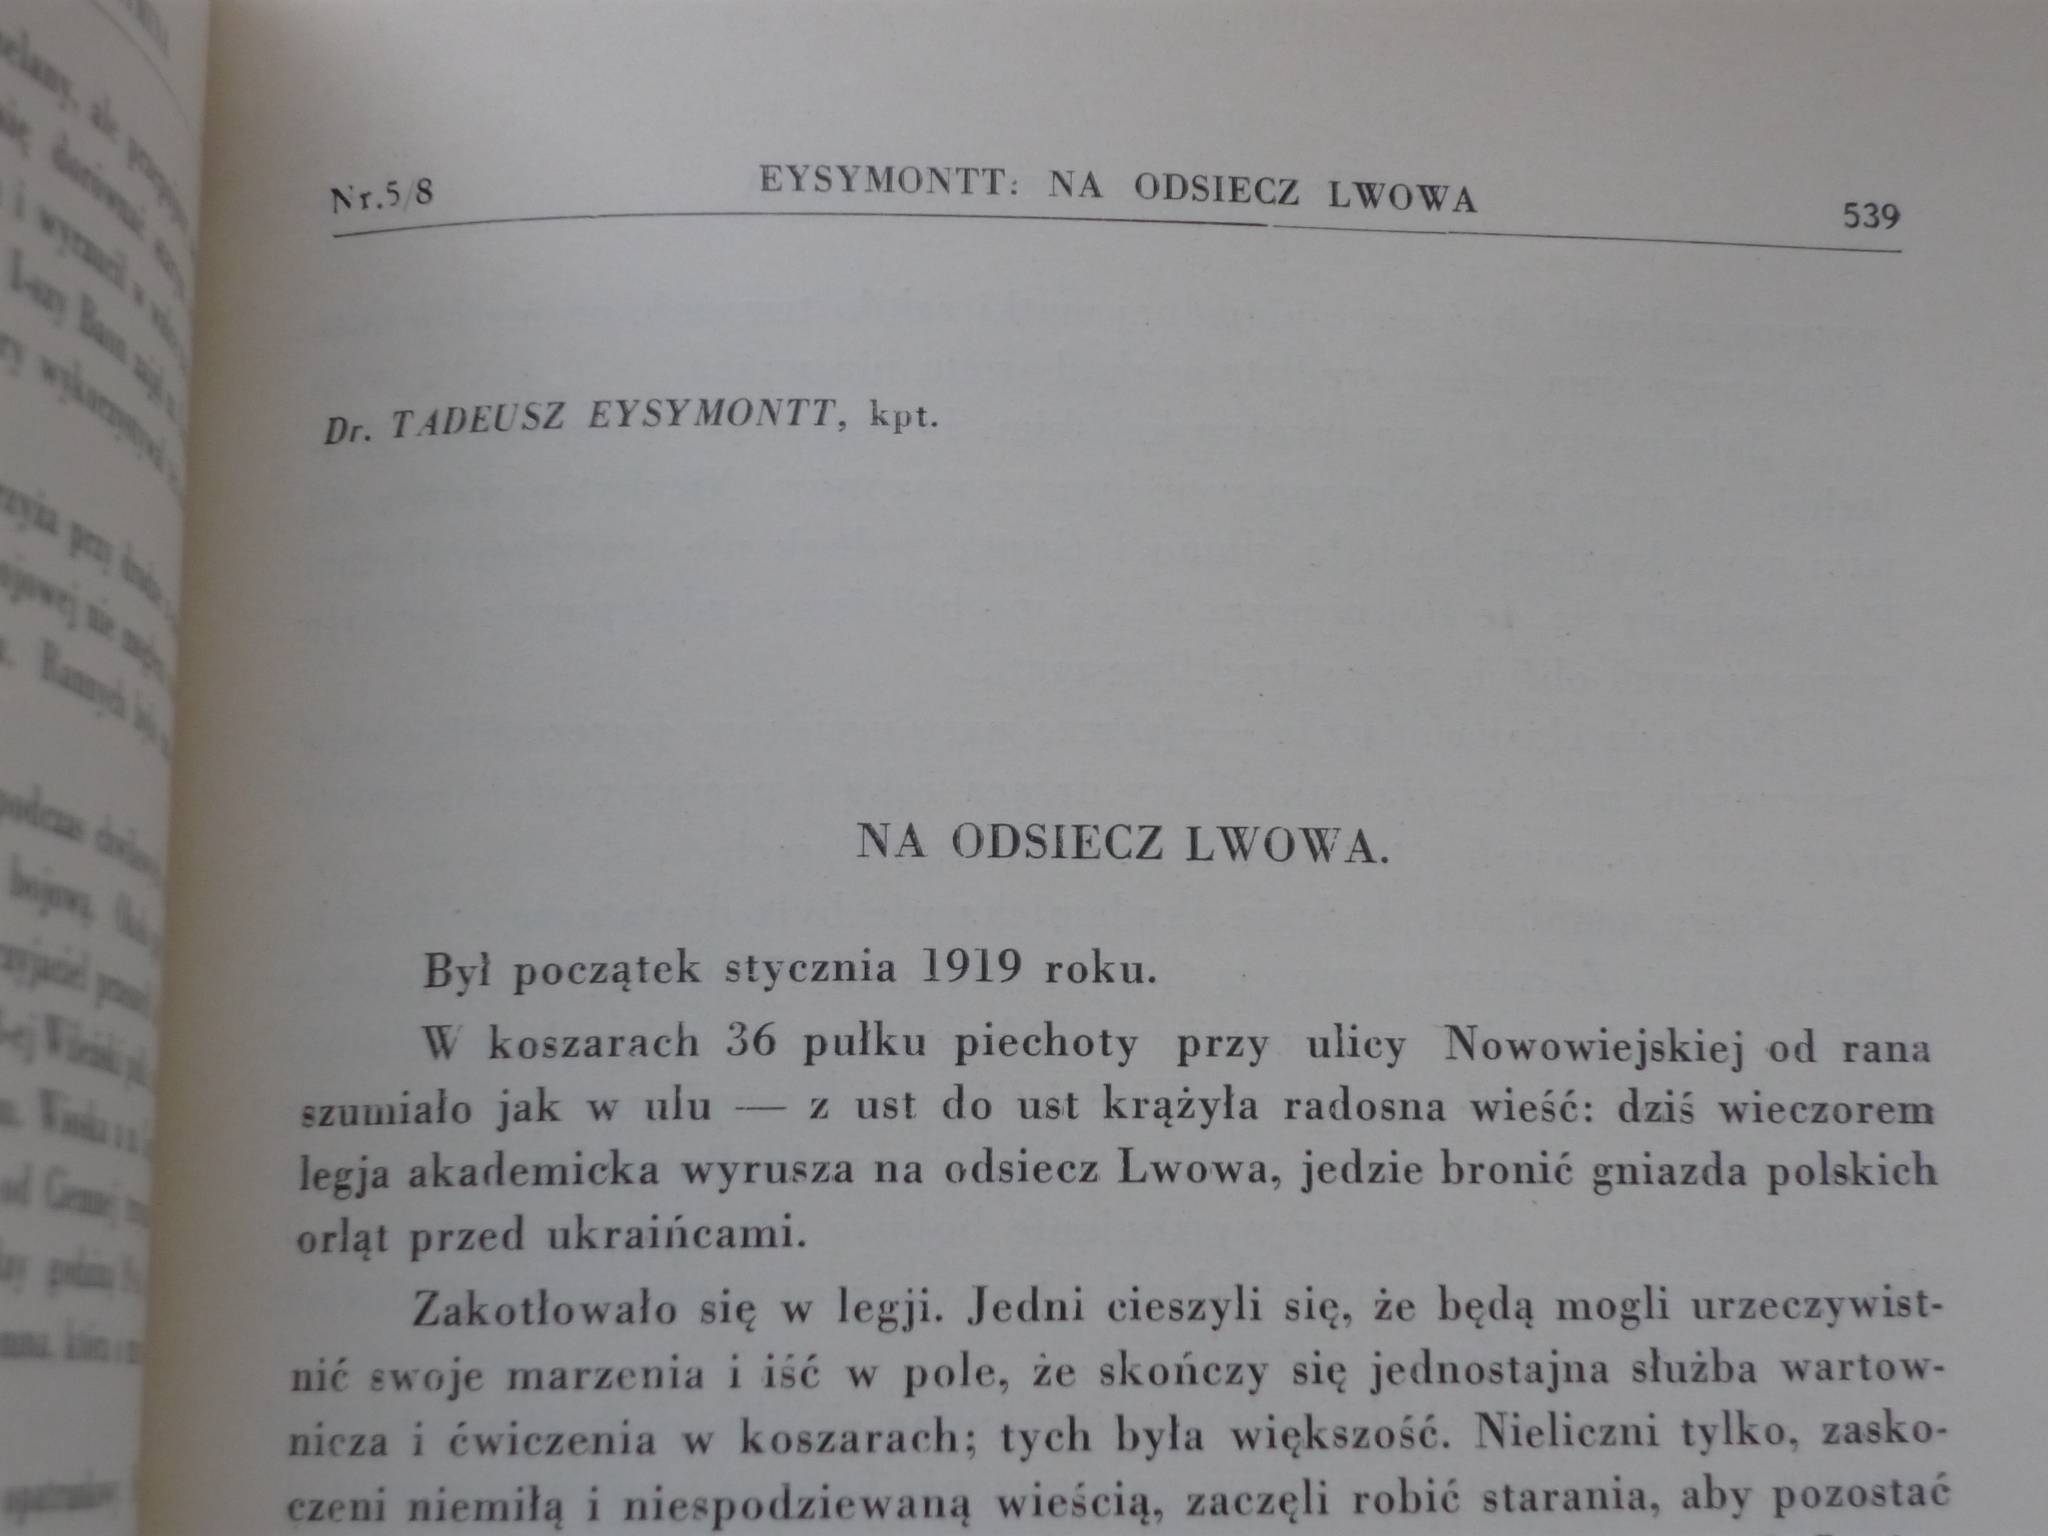 Nr. 5/8 EYSYMONTT: NA ODSIECZ LWOWA 539
Dr. TADEUSZ EYSYMONTT, kpt.
NA ODSIECZ LWOWA.
Był początek stycznia 1919 roku.
W koszarach 36 pułku piechoty przy ulicy Nowowiejskiej od rana
szumiało jak w ulu — z ust do ust krążyła radosna wieść: dziś wieczorem
legja akademicka wyrusza na odsiecz Lwowa, jedzie bronić gniazda polskich
orląt przed ukraińcami.
Zakotłowało się w legji. Jedni cieszyli się, że będą mogli urzeczywist-
nić swoje marzenia i iść w pole, że skończy się jednostajna służba wartow-
nicza i ćwiczenia w koszarach; tych była większość. Nieliczni tylko, zasko-
czeni niemiłą i niespodziewaną wieścią, zaczęli robić starania, aby pozostać